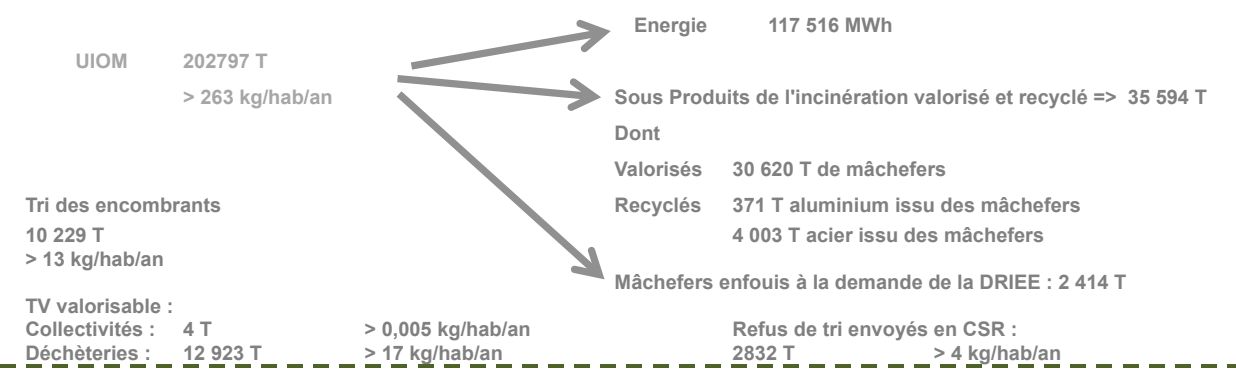 Energie 117 516 MWh
UIOM 202797 T
> 263 kg/hab/an
Sous Produits de l'incinération valorisé et recyclé => 35 594 T
Dont
Valorisés 30 620 T de mâchefers
Tri des encombrants
Recyclés 371 T aluminium issu des mâchefers
10 229 T
4 003 T acier issu des mâchefers
> 13 kg/hab/an
Mâchefers enfouis à la demande de la DRIEE : 2 414 T
TV valorisable :
Collectivités : 4 T > 0,005 kg/hab/an
Refus de tri envoyés en CSR :
Déchèteries : 12 923 T > 17 kg/hab/an
2832 T > 4 kg/hab/an